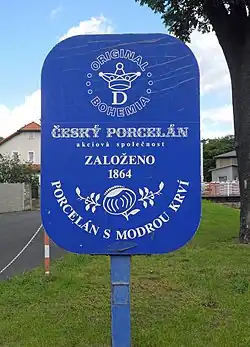 ORIGINAL
D
BOHEMIA
ČESKÝ PORCELÁN
akciová společnost
ZALOŽENO
1864
PORCELÁN S MODROU KRVÍ